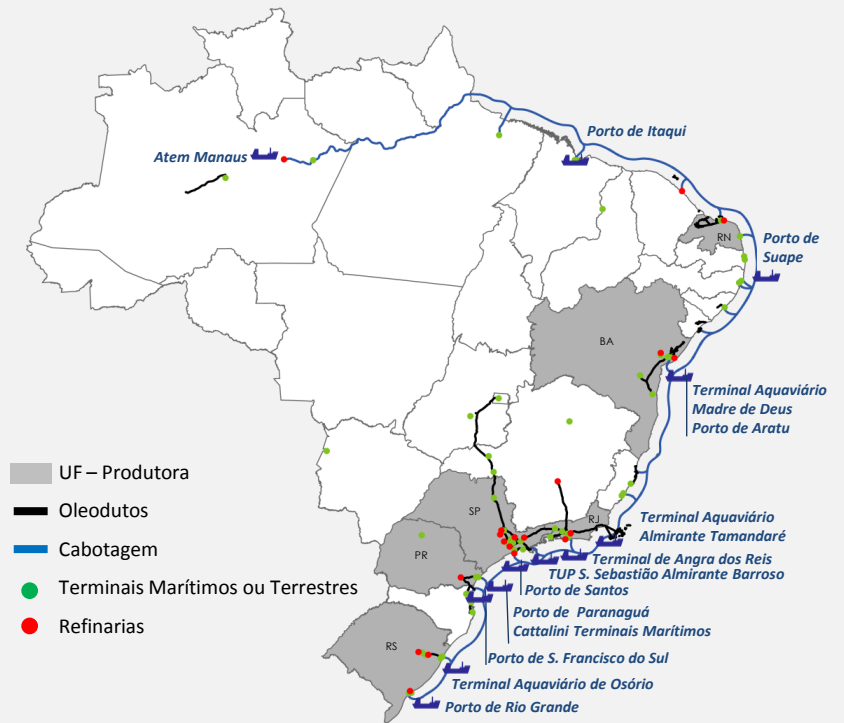 Porto de Itaqui
Atem Manaus
RN
Porto de
Suape
BA
Terminal Aquaviário
Madre de Deus
Porto de Aratu
UF – Produtora
SP
Oleodutos
RJ
Terminal Aquaviário
Almirante Tamandaré
Cabotagem
PR
Terminal de Angra dos Reis
TUP S. Sebastião Almirante Barroso
Terminais Marítimos ou Terrestres
Porto de Santos
Porto de Paranaguá
Cattalini Terminais Marítimos
Refinarias
RS
Porto de S. Francisco do Sul
Terminal Aquaviário de Osório
Porto de Rio Grande